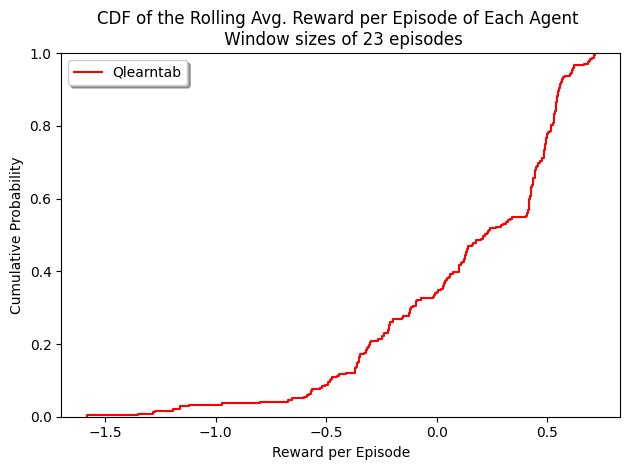 CDF of the Rolling Avg. Reward per Episode of Each Agent
Window sizes of 23 episodes
Qlearntab
1.0
0.8
0.6
0.4
0.2
0.0
Cumulative Probability
−1.5 −1.0 −0.5 0.0 0.5
Reward per Episode